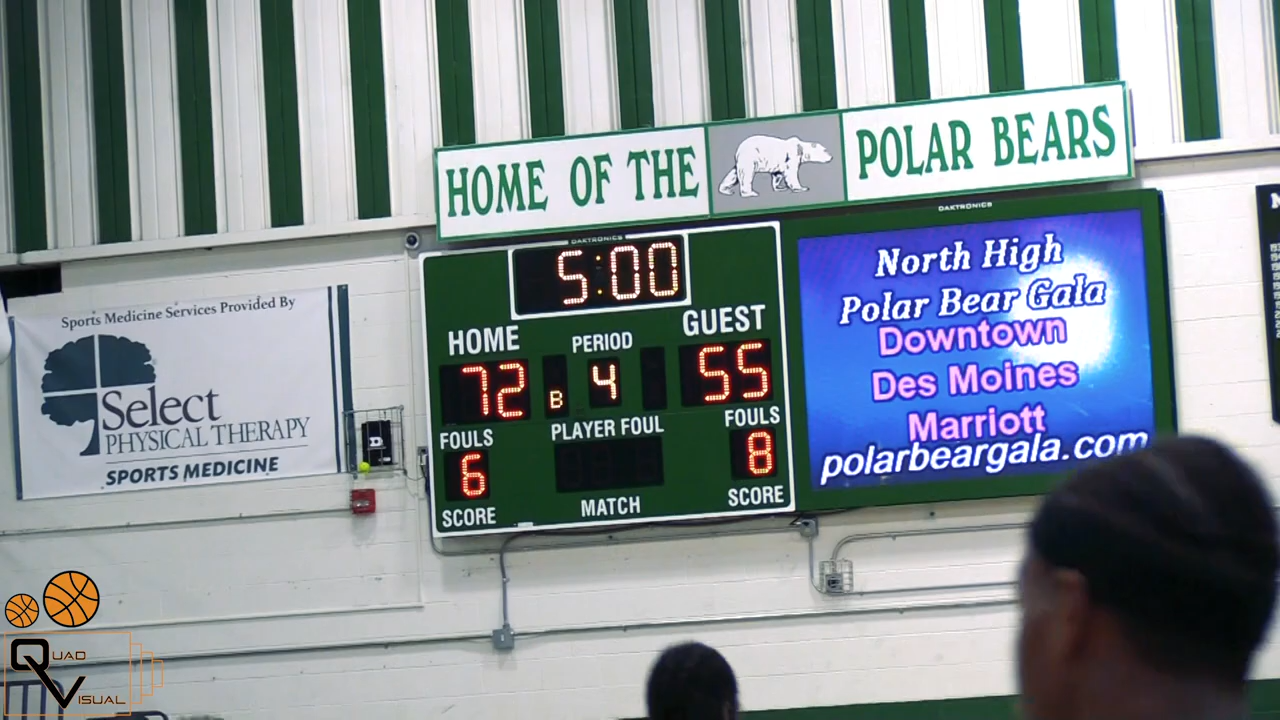 HOME OF THE POLAR BEARS
DAKTRONICS
DAKTRONICS
5:00
HOME
PERIOD
GUEST
72
B
4
55
FOULS
PLAYER FOUL
FOULS
6
8
SCORE
MATCH
SCORE
North High
Polar Bear Gala
Downtown
Des Moines
Marriott
polarbeargala.com
Sports Medicine Services Provided By
Select
PHYSICAL THERAPY
SPORTS MEDICINE
D
QUAD
VISUAL